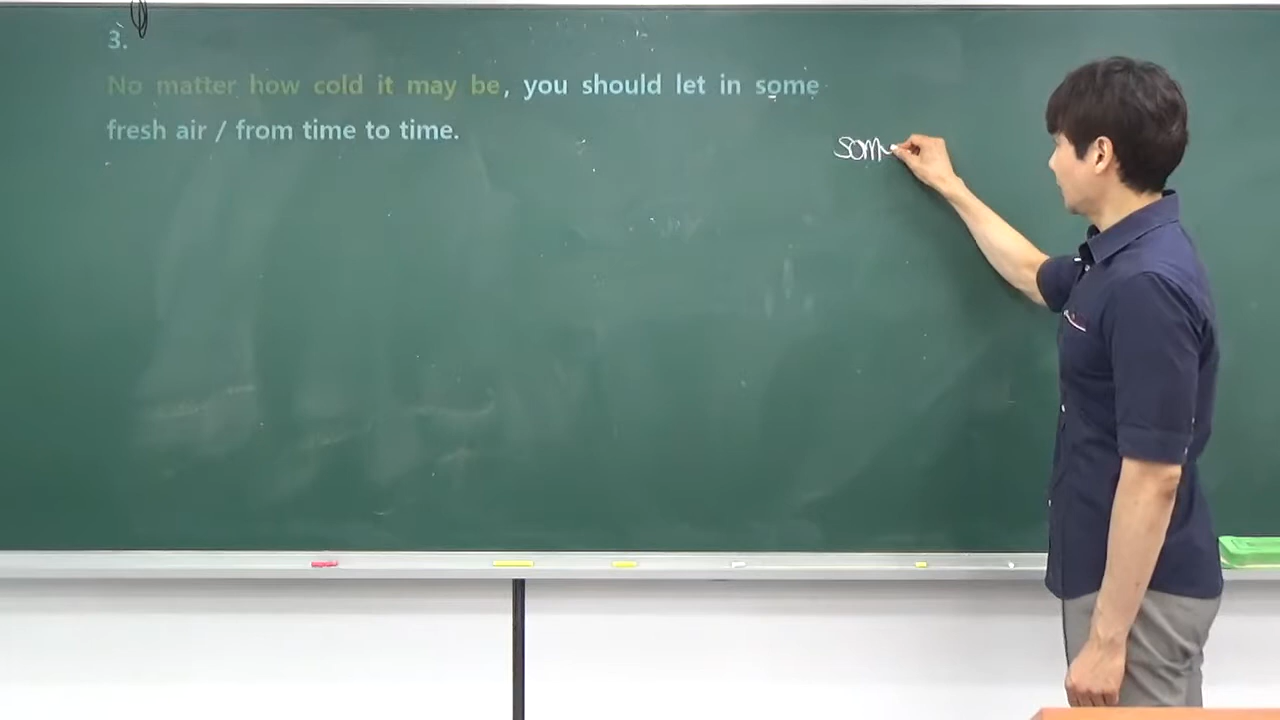 3.
No matter how cold it may be, you should let in some
fresh air / from time to time.
som